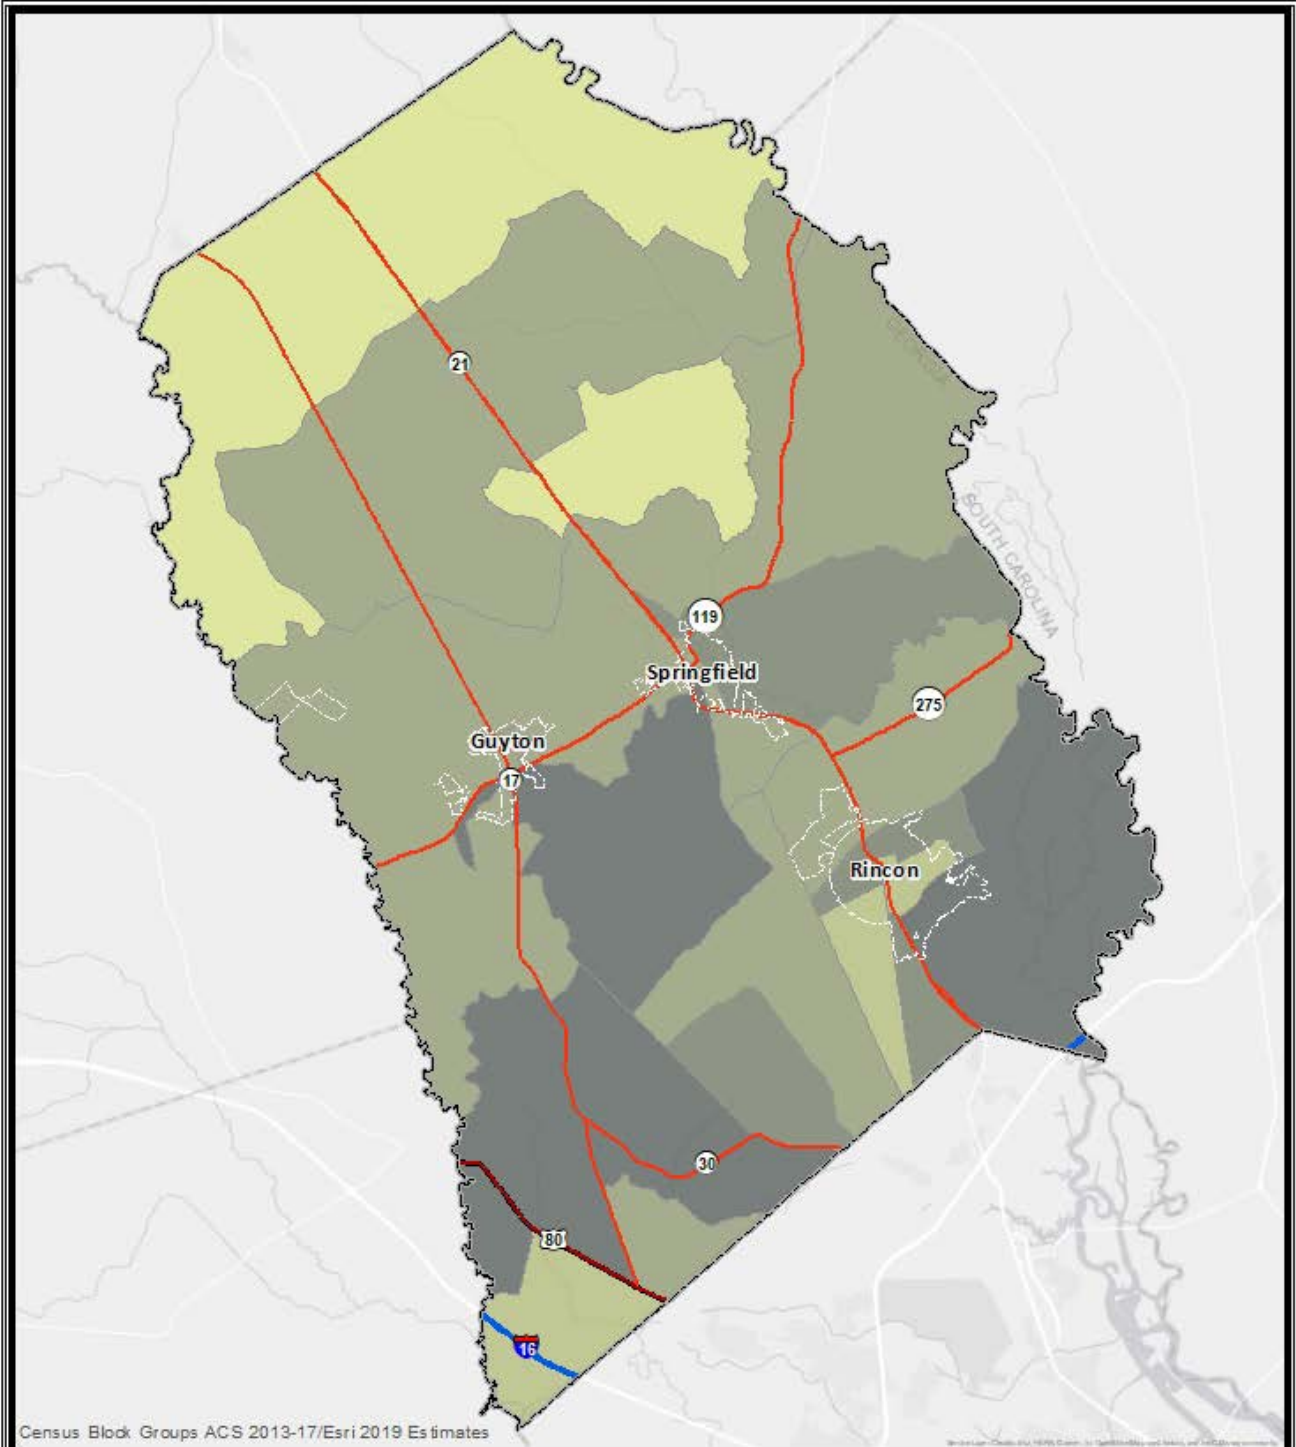 21
GEORGIA
SOUTH CAROLINA
119
Springfield
275
Guyton
17
Rincon
30
80
16
Census Block Groups ACS 2013-17/Esri 2019 Estimates